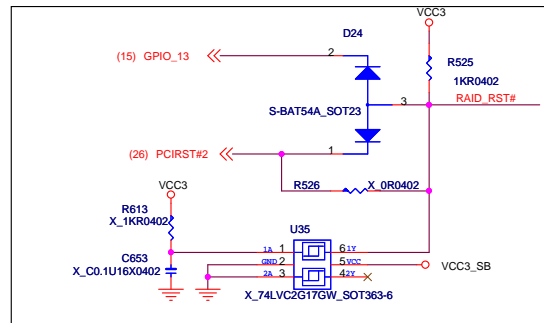 VCC3
D24
(15) GPIO_13
2
R525
1KR0402
3
RAID_RST#
S-BAT54A_SOT23
(26) PCIRST#2
1
R526
X_0R0402
VCC3
R613
X_1KR0402
U35
1A 1 6 1Y
C653
GND 2 5 VCC
VCC3_SB
X_C0.1U16X0402
2A 3 4 2Y
X_74LVC2G17GW_SOT363-6